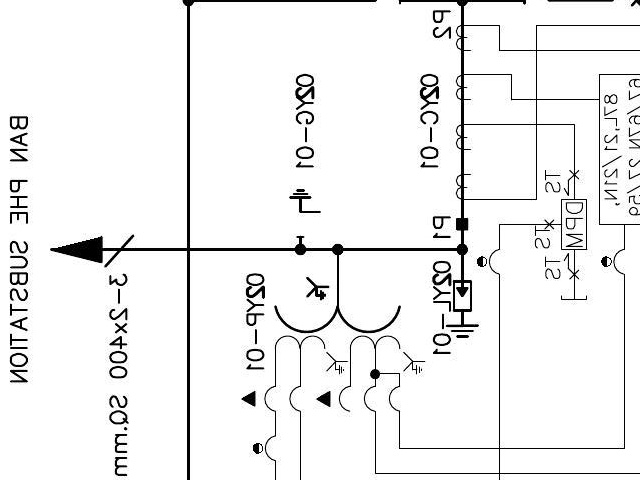 P2
67/67N 27/59
87L,21/21N,
02YG-01
02YC-01
BAN PHE SUBSTATION
TS
DPM
P1
TS
TS
3-2x400 SQ.mm
02YP-01
02YL-01